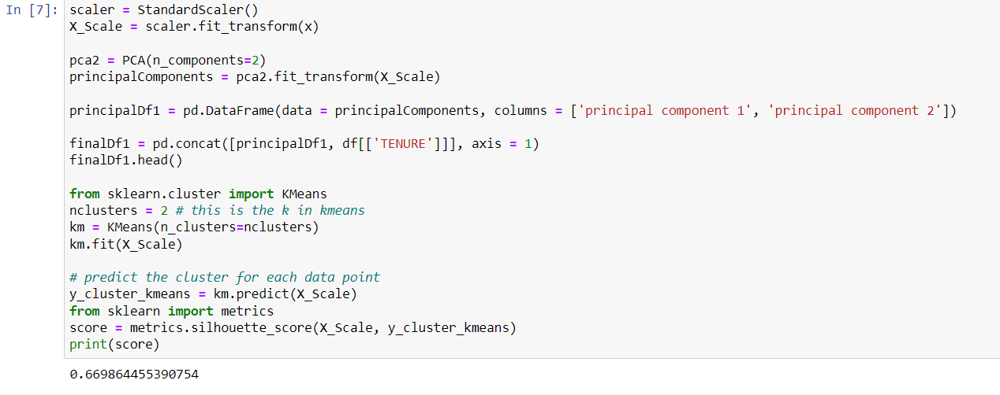 In [7]: scaler = StandardScaler()
X_Scale = scaler.fit_transform(x)
pca2 = PCA(n_components=2)
principalComponents = pca2.fit_transform(X_Scale)
principalDf1 = pd.DataFrame(data = principalComponents, columns = ['principal component 1', 'principal component 2'])
finalDf1 = pd.concat([principalDf1, df[['TENURE']]], axis = 1)
finalDf1.head()
from sklearn.cluster import KMeans
nclusters = 2 # this is the k in kmeans
km = KMeans(n_clusters=nclusters)
km.fit(X_Scale)
# predict the cluster for each data point
y_cluster_kmeans = km.predict(X_Scale)
from sklearn import metrics
score = metrics.silhouette_score(X_Scale, y_cluster_kmeans)
print(score)
0.669864455390754